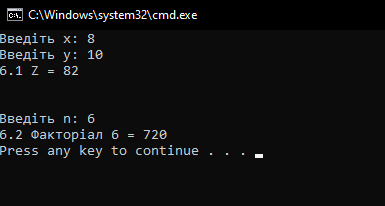 C:\Windows\system32\cmd.exe
Введіть x: 8
Введіть y: 10
6.1 Z = 82
Введіть n: 6
6.2 Факторіал 6 = 720
Press any key to continue . . .